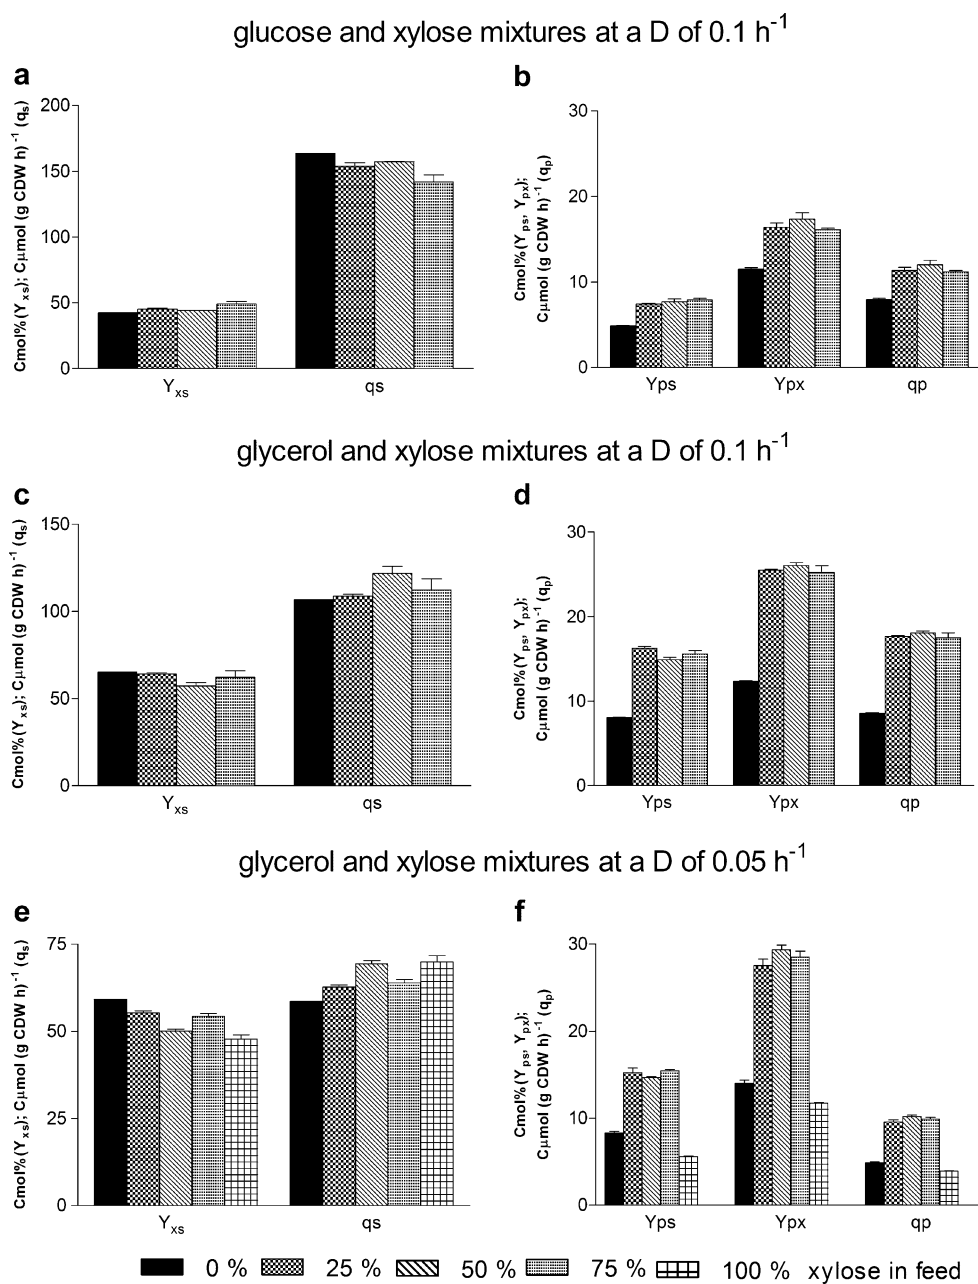 glucose and xylose mixtures at a D of 0.1 h⁻¹
a
b
Cmol% (Yxs); Cµmol (g CDW h)⁻¹ (qs)
200
150
100
50
0
Yxs
qs
Cmol% (Yps, Ypx);
Cµmol (g CDW h)⁻¹ (qp)
30
20
10
0
Yps
Ypx
qp
glycerol and xylose mixtures at a D of 0.1 h⁻¹
c
d
Cmol% (Yxs); Cµmol (g CDW h)⁻¹ (qs)
150
100
50
0
Yxs
qs
Cmol% (Yps, Ypx);
Cµmol (g CDW h)⁻¹ (qp)
30
20
10
0
Yps
Ypx
qp
glycerol and xylose mixtures at a D of 0.05 h⁻¹
e
f
Cmol% (Yxs); Cµmol (g CDW h)⁻¹ (qs)
75
50
25
0
Yxs
qs
Cmol% (Yps, Ypx);
Cµmol (g CDW h)⁻¹ (qp)
30
20
10
0
Yps
Ypx
qp
0 % 25 % 50 % 75 % 100 % xylose in feed